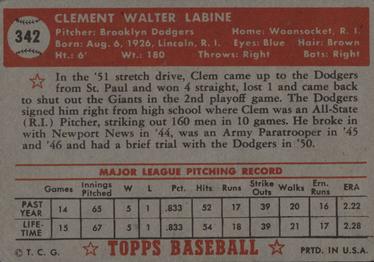 342
CLEMENT WALTER LABINE
Pitcher: Brooklyn Dodgers Home: Woonsocket, R. I.
Born: Aug. 6, 1926, Lincoln, R. I. Eyes: Blue Hair: Brown
Ht.: 6' Wt.: 180 Throws: Right Bats: Right
In the '51 stretch drive, Clem came up to the Dodgers
from St. Paul and won 4 straight, lost 1 and came back
to shut out the Giants in the 2nd playoff game. The Dodgers
signed him right from high school where Clem was an All-State
(R.I.) Pitcher, striking out 160 men in 10 games. He broke in
with Newport News in '44, was an Army Paratrooper in '45
and '46 and had a brief trial with the Dodgers in '50.
MAJOR LEAGUE PITCHING RECORD
Games Innings Pitched W L Pct. Hits Runs Strike Outs Walks Ern. Runs ERA
PAST YEAR 14 65 5 1 .833 52 17 39 20 16 2.22
LIFE-TIME 15 67 5 1 .833 54 18 39 21 17 2.28
© T. C. G. TOPPS BASEBALL PRTD. IN U.S.A.